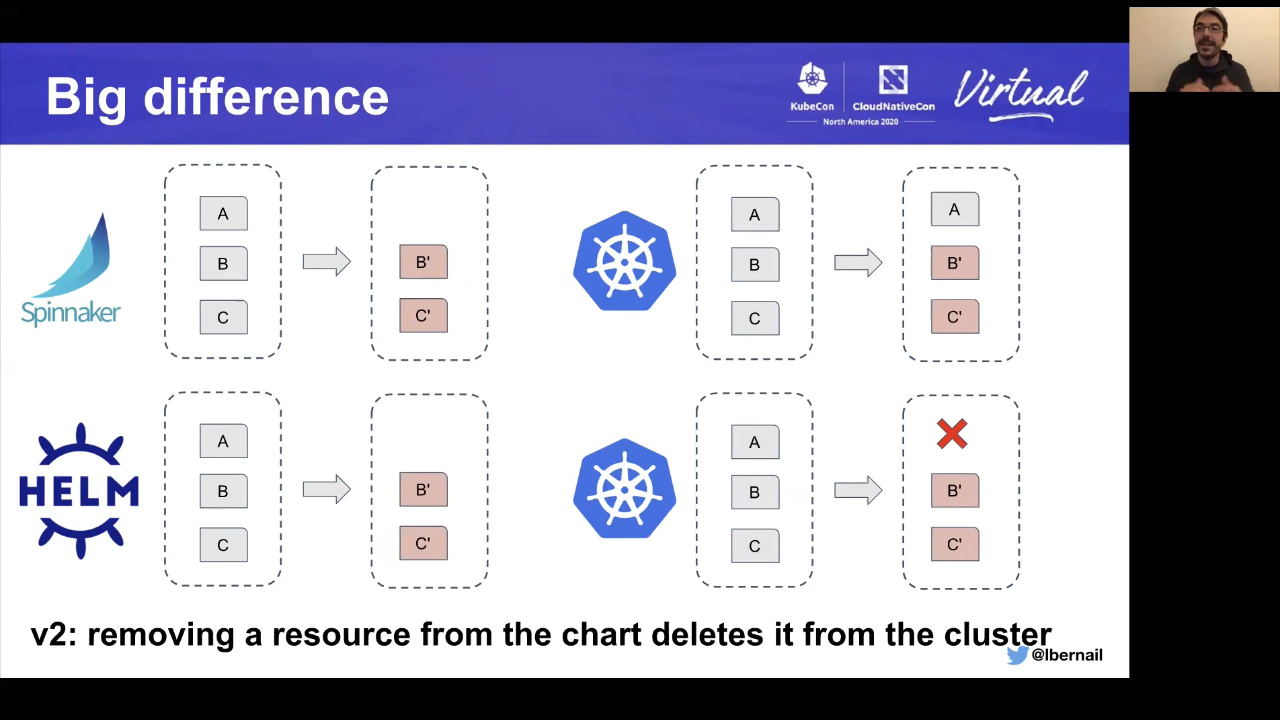 Big difference
KubeCon
CloudNativeCon
North America 2020
Virtual
Spinnaker
A
B
C
B'
C'
A
B
C
A
B'
C'
HELM
A
B
C
B'
C'
A
B
C
B'
C'
v2: removing a resource from the chart deletes it from the cluster
@lbernail